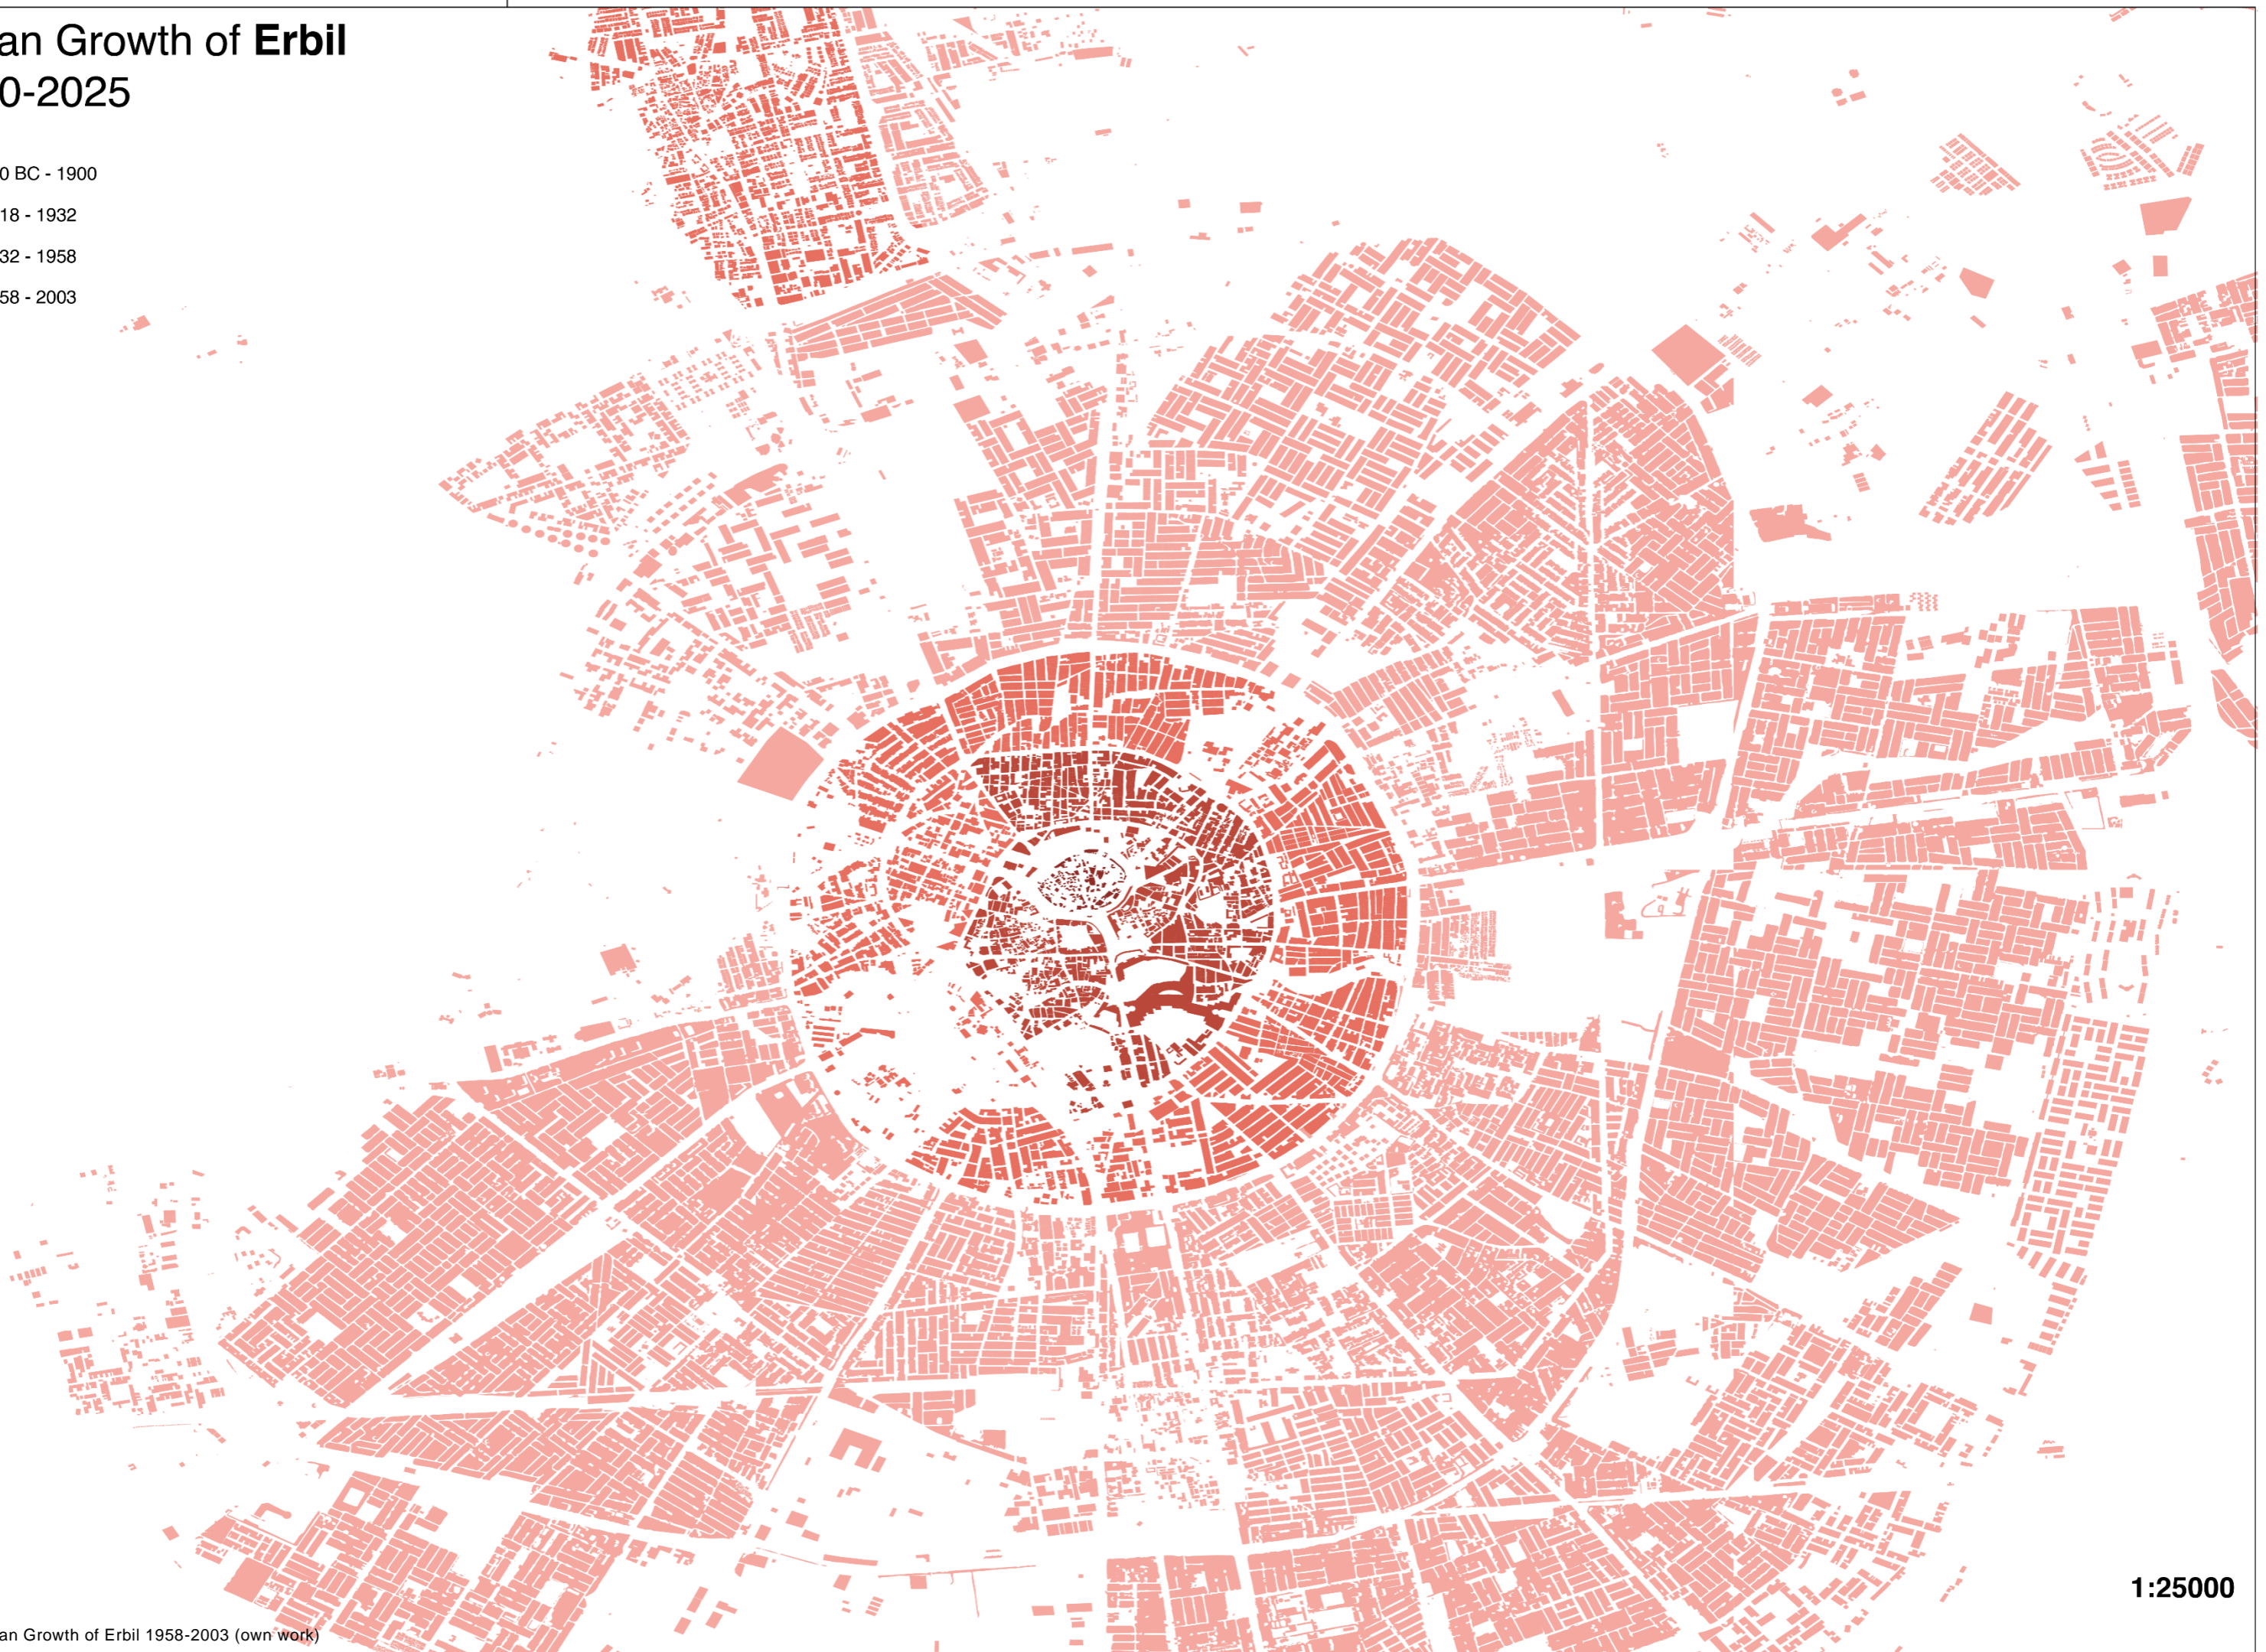 an Growth of Erbil
0-2025
0 BC - 1900
18 - 1932
32 - 1958
58 - 2003
1:25000
an Growth of Erbil 1958-2003 (own work)